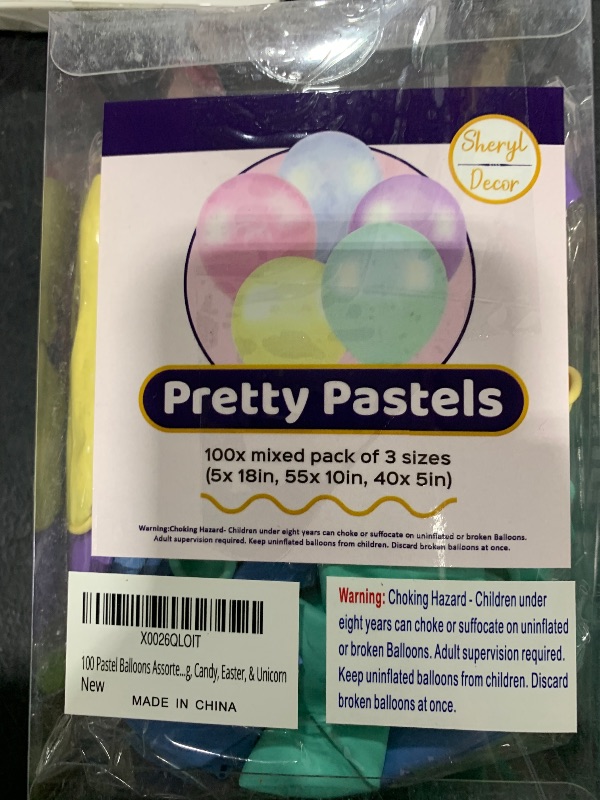 Sheryl
Decor
Pretty Pastels
100x mixed pack of 3 sizes
(5x 18in, 55x 10in, 40x 5in)
Warning:Choking Hazard- Children under eight years can choke or suffocate on uninflated or broken Balloons.
Adult supervision required. Keep uninflated balloons from children. Discard broken balloons at once.
X0026QLOIT
100 Pastel Balloons Assorte...g, Candy, Easter, & Unicorn
New
MADE IN CHINA
Warning: Choking Hazard - Children under
eight years can choke or suffocate on uninflated
or broken Balloons. Adult supervision required.
Keep uninflated balloons from children. Discard
broken balloons at once.